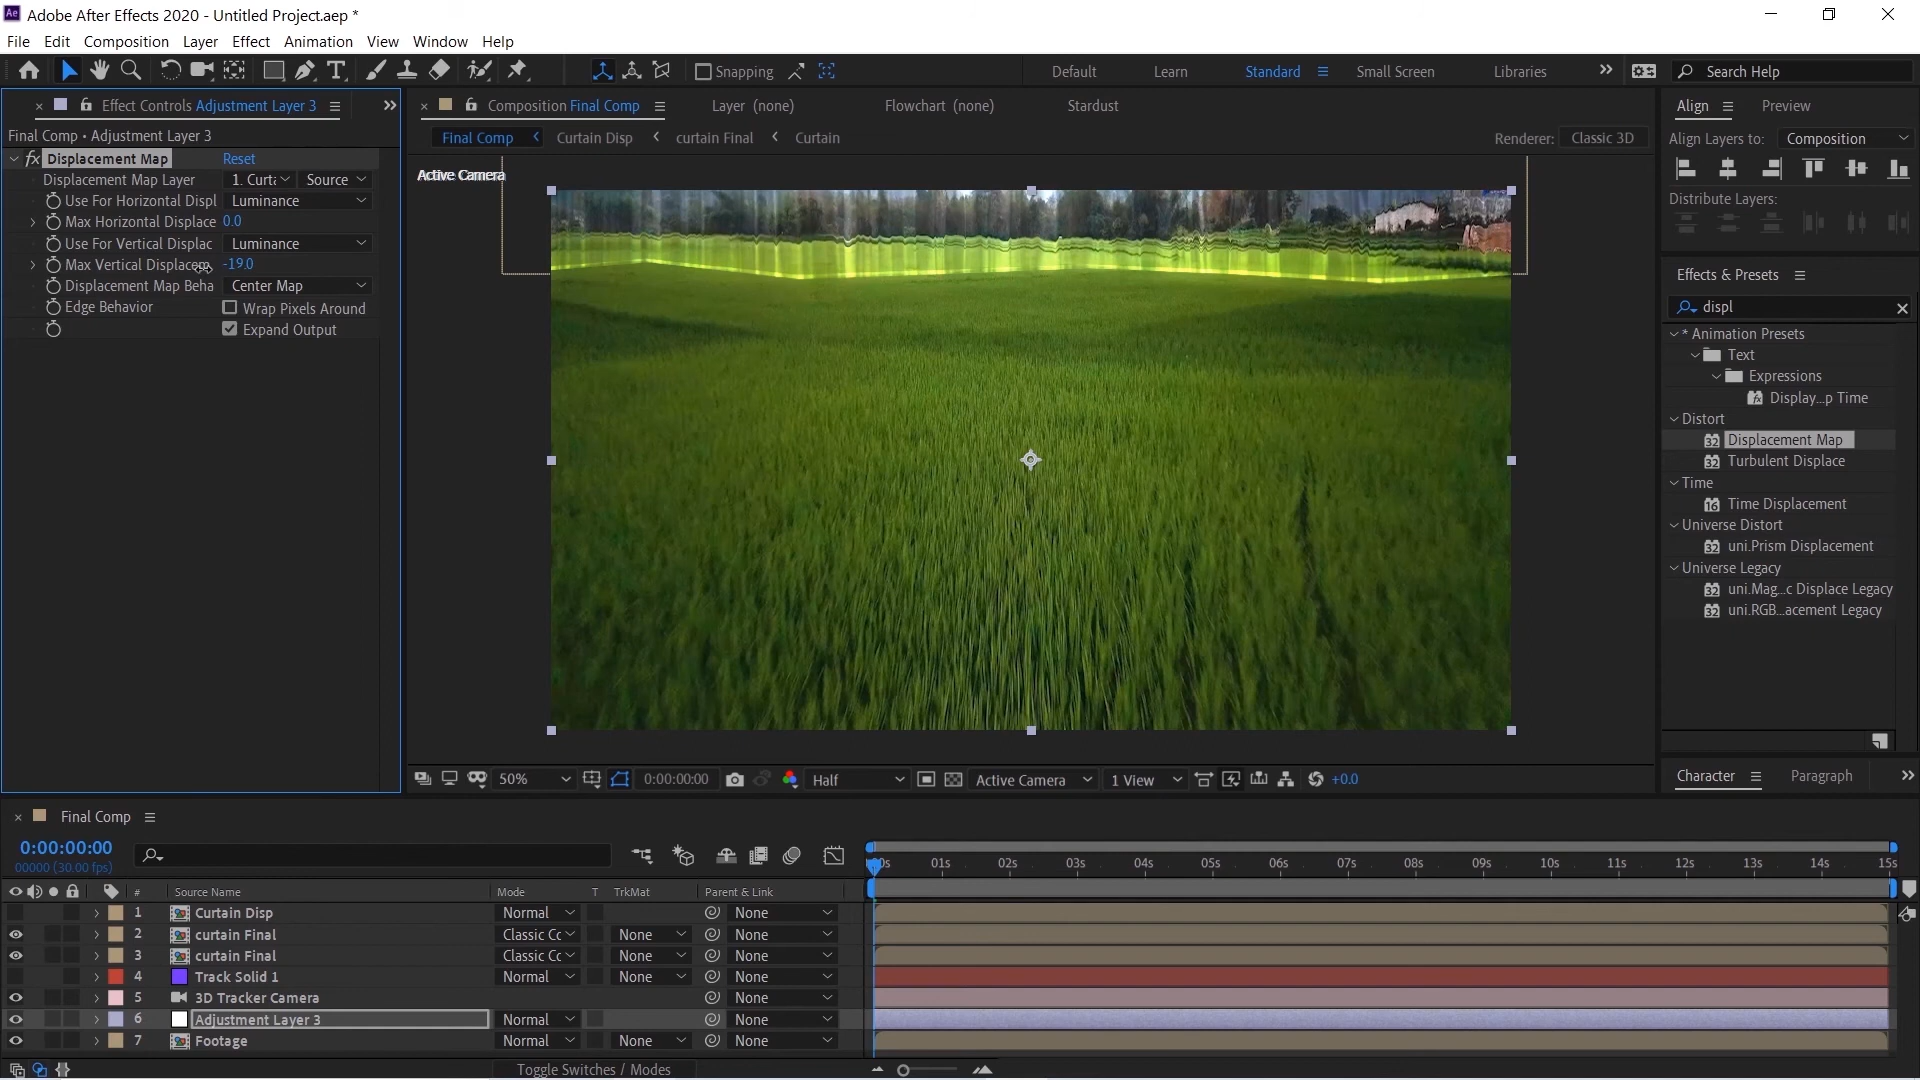 Adobe After Effects 2020 - Untitled Project.aep *
File Edit Composition Layer Effect Animation View Window Help
Snapping Default Learn Standard Small Screen Libraries Search Help
Effect Controls Adjustment Layer 3
Composition Final Comp Layer (none) Flowchart (none) Stardust
Align Preview
Final Comp • Adjustment Layer 3
Final Comp Curtain Disp curtain Final Curtain Renderer: Classic 3D
Align Layers to: Composition
fx Displacement Map Reset
Displacement Map Layer 1. Curta Source
Active Camera
Use For Horizontal Displ Luminance
Distribute Layers:
Max Horizontal Displace 0.0
Use For Vertical Displac Luminance
Max Vertical Displacem -19.0
Displacement Map Beha Center Map
Edge Behavior Wrap Pixels Around
Expand Output
Effects & Presets
displ
* Animation Presets
Text
Expressions
Display...p Time
Distort
32 Displacement Map
32 Turbulent Displace
Time
16 Time Displacement
Universe Distort
32 uni.Prism Displacement
Universe Legacy
32 uni.Mag...c Displace Legacy
32 uni.RGB...acement Legacy
50% 0:00:00:00 Half Active Camera 1 View +0.0
Character Paragraph
Final Comp
0:00:00:00
00000 (30.00 fps)
01s 02s 03s 04s 05s 06s 07s 08s 09s 10s 11s 12s 13s 14s 15s
# Source Name Mode T TrkMat Parent & Link
1 Curtain Disp Normal None
2 curtain Final Classic Cc None None
3 curtain Final Classic Cc None None
4 Track Solid 1 Normal None None
5 3D Tracker Camera None
6 Adjustment Layer 3 Normal None
7 Footage Normal None None
Toggle Switches / Modes